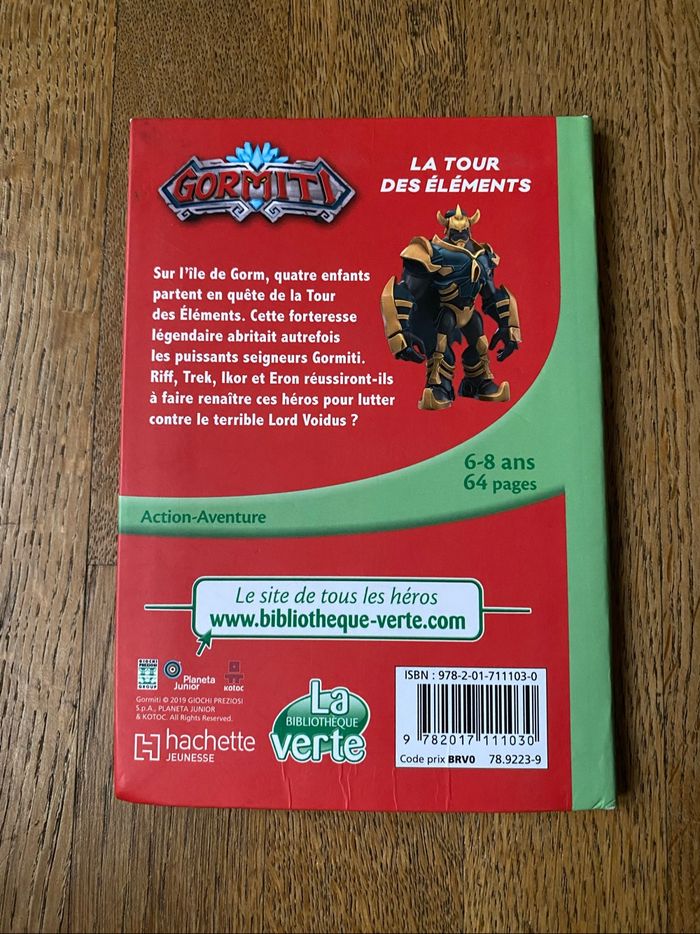 GORMITI
LA TOUR
DES ÉLÉMENTS
Sur l'île de Gorm, quatre enfants
partent en quête de la Tour
des Éléments. Cette forteresse
légendaire abritait autrefois
les puissants seigneurs Gormiti.
Riff, Trek, Ikor et Eron réussiront-ils
à faire renaître ces héros pour lutter
contre le terrible Lord Voidus ?
6-8 ans
64 pages
Action-Aventure
Le site de tous les héros
www.bibliotheque-verte.com
GIOCHI
PREZIOSI
GROUP
Planeta
Junior
KOTOC
Gormiti © 2019 GIOCHI PREZIOSI
S.p.A., PLANETA JUNIOR
& KOTOC. All Rights Reserved.
hachette
JEUNESSE
La
BIBLIOTHÈQUE
verte
ISBN : 978-2-01-711103-0
9 782017 111030
Code prix BRV0 78.9223-9